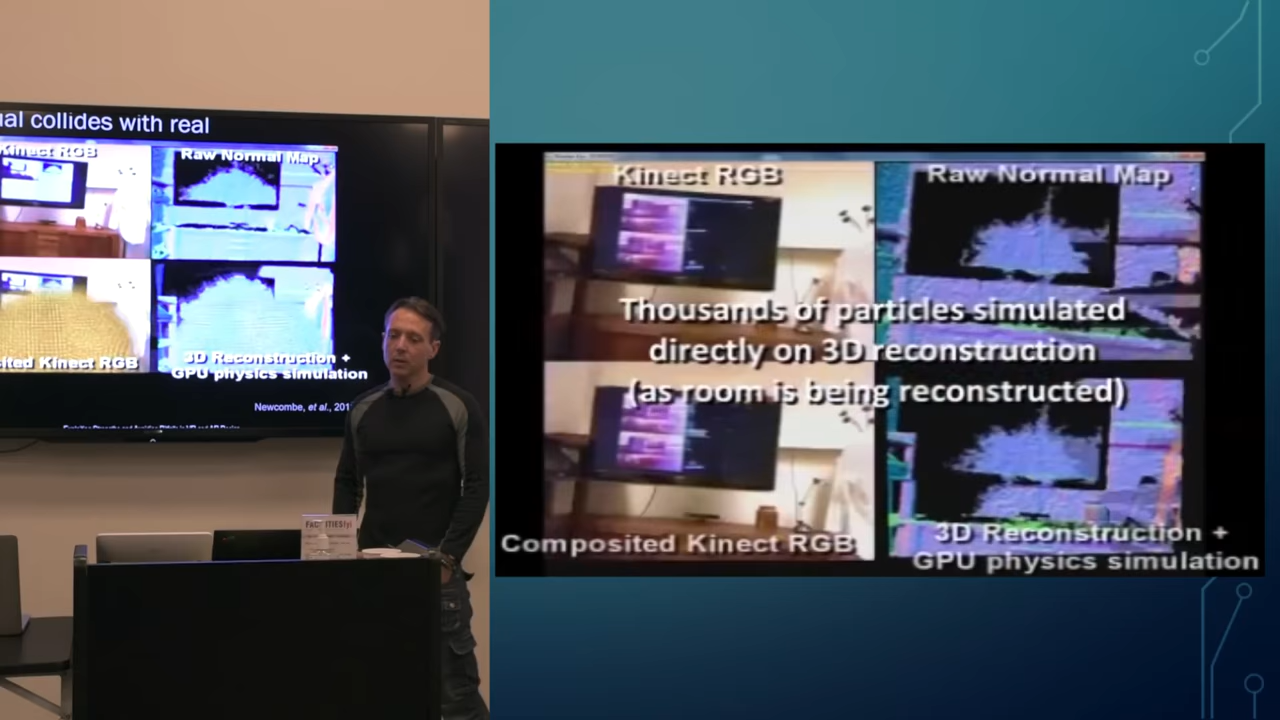 ual collides with real
Kinect RGB
Raw Normal Map
sited Kinect RGB
3D Reconstruction +
GPU physics simulation
Newcombe, et al., 201
FACILITIESfyi
Kinect RGB
Raw Normal Map
Thousands of particles simulated
directly on 3D reconstruction
(as room is being reconstructed)
Composited Kinect RGB
3D Reconstruction +
GPU physics simulation